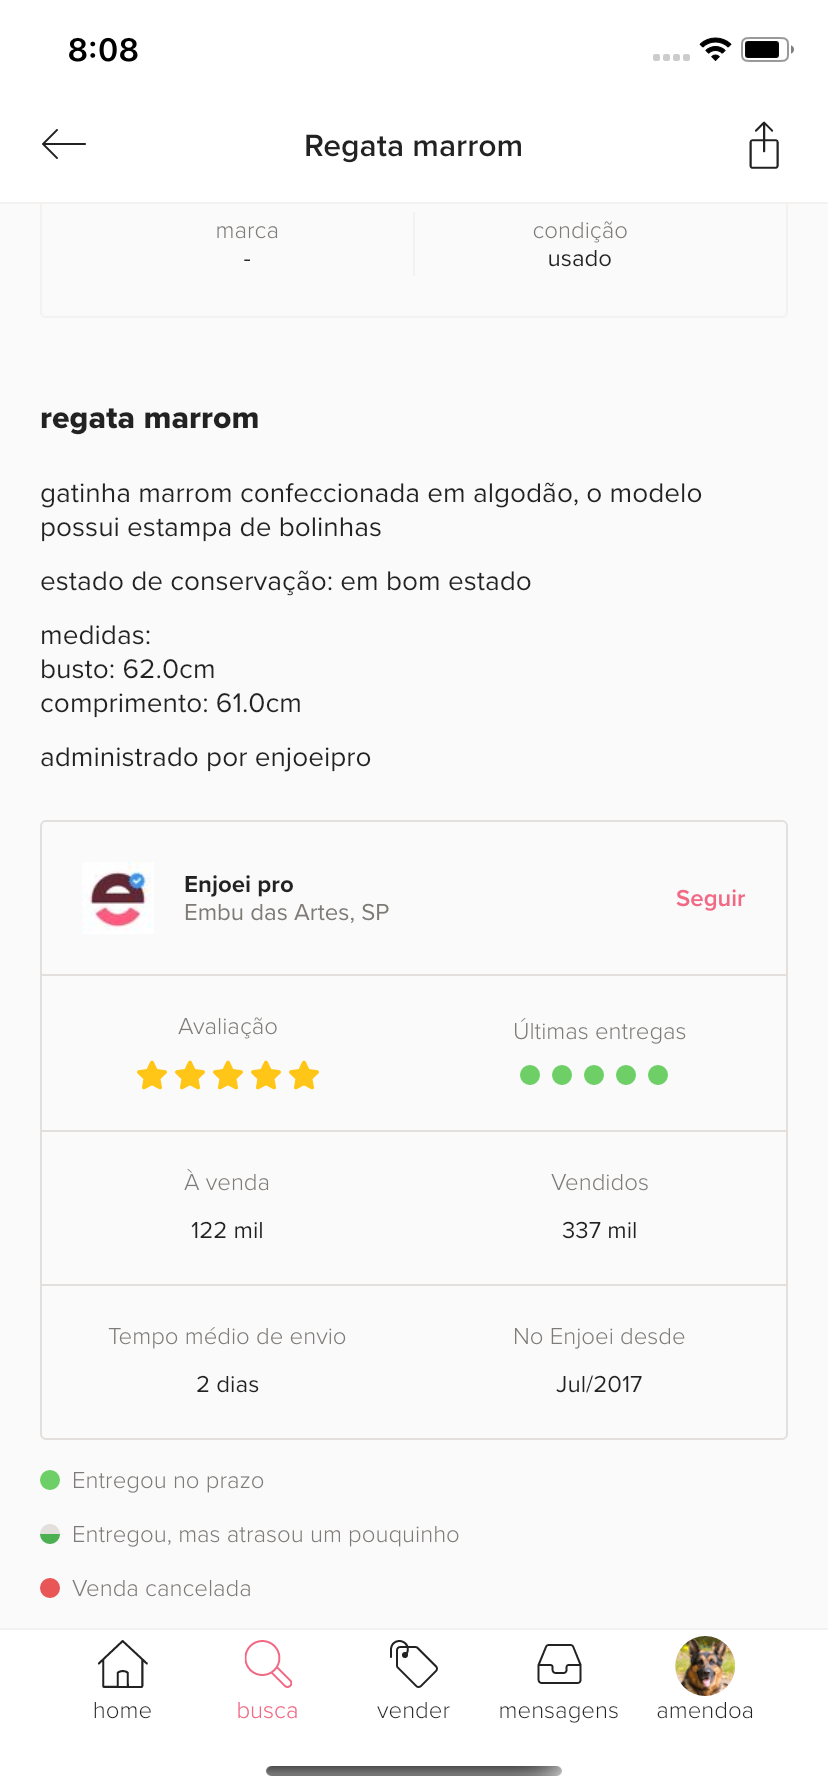 8:08
Regata marrom
marca
condição
-
usado
regata marrom
gatinha marrom confeccionada em algodão, o modelo
possui estampa de bolinhas
estado de conservação: em bom estado
medidas:
busto: 62.0cm
comprimento: 61.0cm
administrado por enjoeipro
Enjoei pro
Embu das Artes, SP
Seguir
Avaliação
Últimas entregas
À venda
Vendidos
122 mil
337 mil
Tempo médio de envio
No Enjoei desde
2 dias
Jul/2017
Entregou no prazo
Entregou, mas atrasou um pouquinho
Venda cancelada
home
busca
vender
mensagens
amendoa